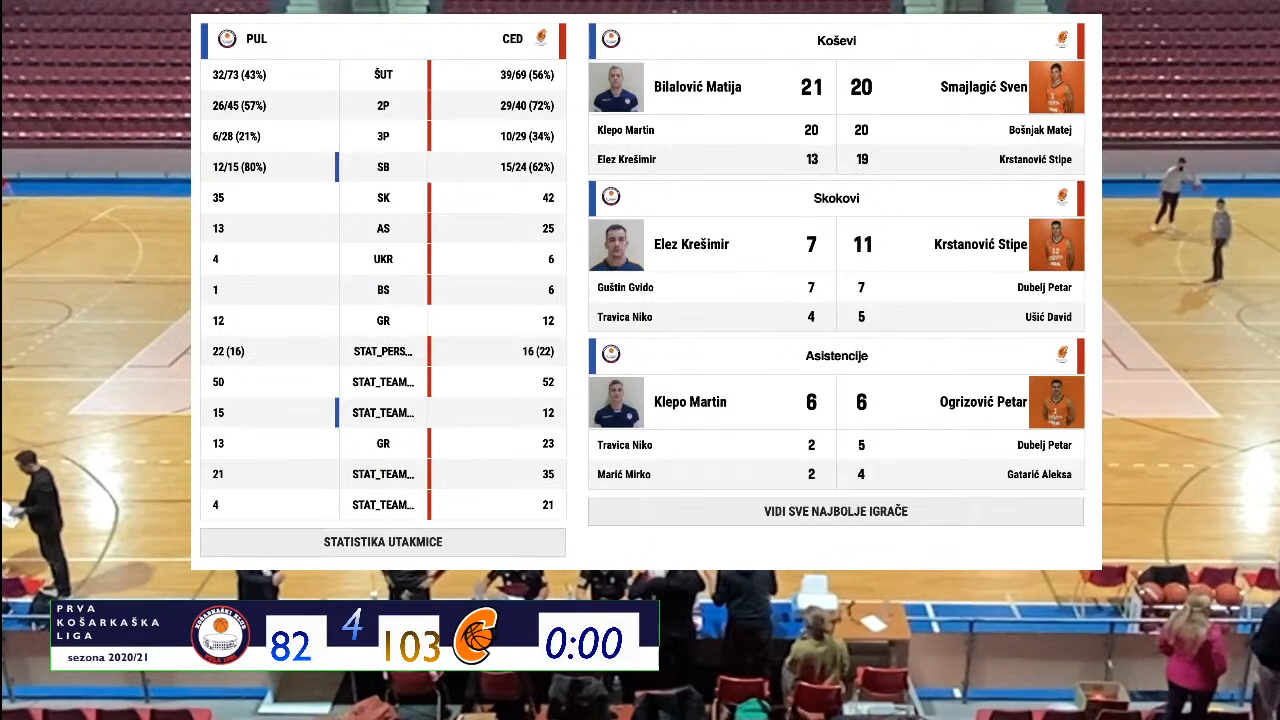 PUL CED
32/73 (43%) ŠUT 39/69 (56%)
26/45 (57%) 2P 29/40 (72%)
6/28 (21%) 3P 10/29 (34%)
12/15 (80%) SB 15/24 (62%)
35 SK 42
13 AS 25
4 UKR 6
1 BS 6
12 GR 12
22 (16) STAT_PERS... 16 (22)
50 STAT_TEAM... 52
15 STAT_TEAM... 12
13 GR 23
21 STAT_TEAM... 35
4 STAT_TEAM... 21
STATISTIKA UTAKMICE
Koševi
Bilalović Matija 21 20 Smajlagić Sven
Klepo Martin 20 20 Bošnjak Matej
Elez Krešimir 13 19 Krstanović Stipe
Skokovi
Elez Krešimir 7 11 Krstanović Stipe
Guštin Gvido 7 7 Dubelj Petar
Travica Niko 4 5 Ušić David
Asistencije
Klepo Martin 6 6 Ogrizović Petar
Travica Niko 2 5 Dubelj Petar
Marić Mirko 2 4 Gatarić Aleksa
VIDI SVE NAJBOLJE IGRAČE
PRVA
KOŠARKAŠKA
LIGA
sezona 2020/21
82 4 103 0:00